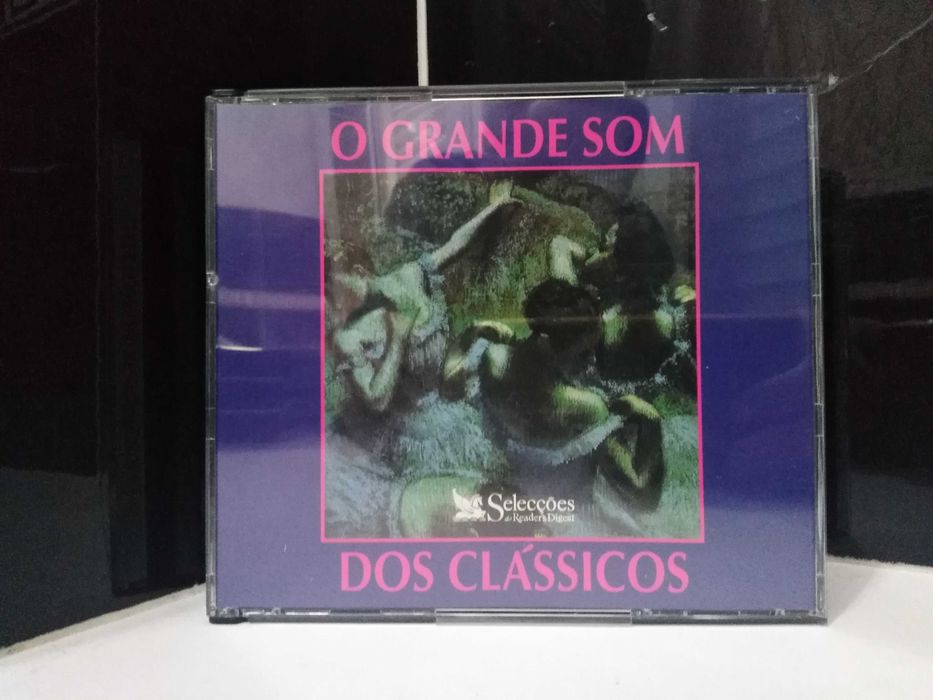 O GRANDE SOM
Selecções
do Reader's Digest
DOS CLÁSSICOS